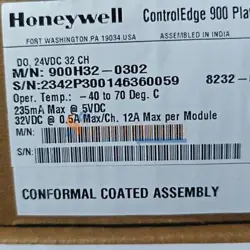 Honeywell ControlEdge 900 Plat
FORT WASHINGTON PA 19034 USA ASSEMBLED IN INDIA
DO, 24VDC 32 CH
M/N: 900H32-0302
S/N:2342P300146360059 8232-
Oper. Temp.: -40 to 70 Deg. C
235mA Max @ 5VDC
32VDC @ 0.5A Max/Ch. 12A Max per Module
M/N:
S/N:
CONFORMAL COATED ASSEMBLY